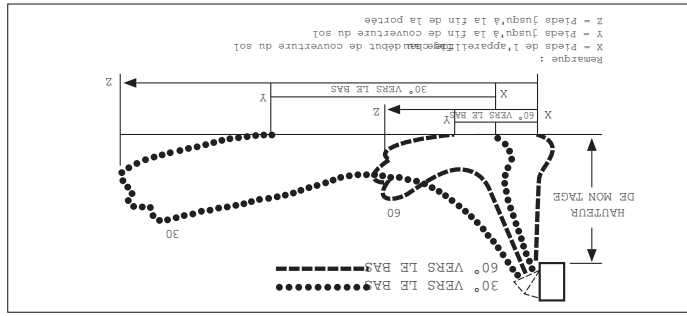 30° VERS LE BAS
60° VERS LE BAS
HAUTEUR
DE MON TAGE
60
30
X
60° VERS LE BAS
Y
Z
X
30° VERS LE BAS
Y
Z
Remarque :
X = Pieds de l'appareil début de couverture du sol
Y = Pieds jusqu'à la fin de couverture du sol
Z = Pieds jusqu'à la fin de la portée